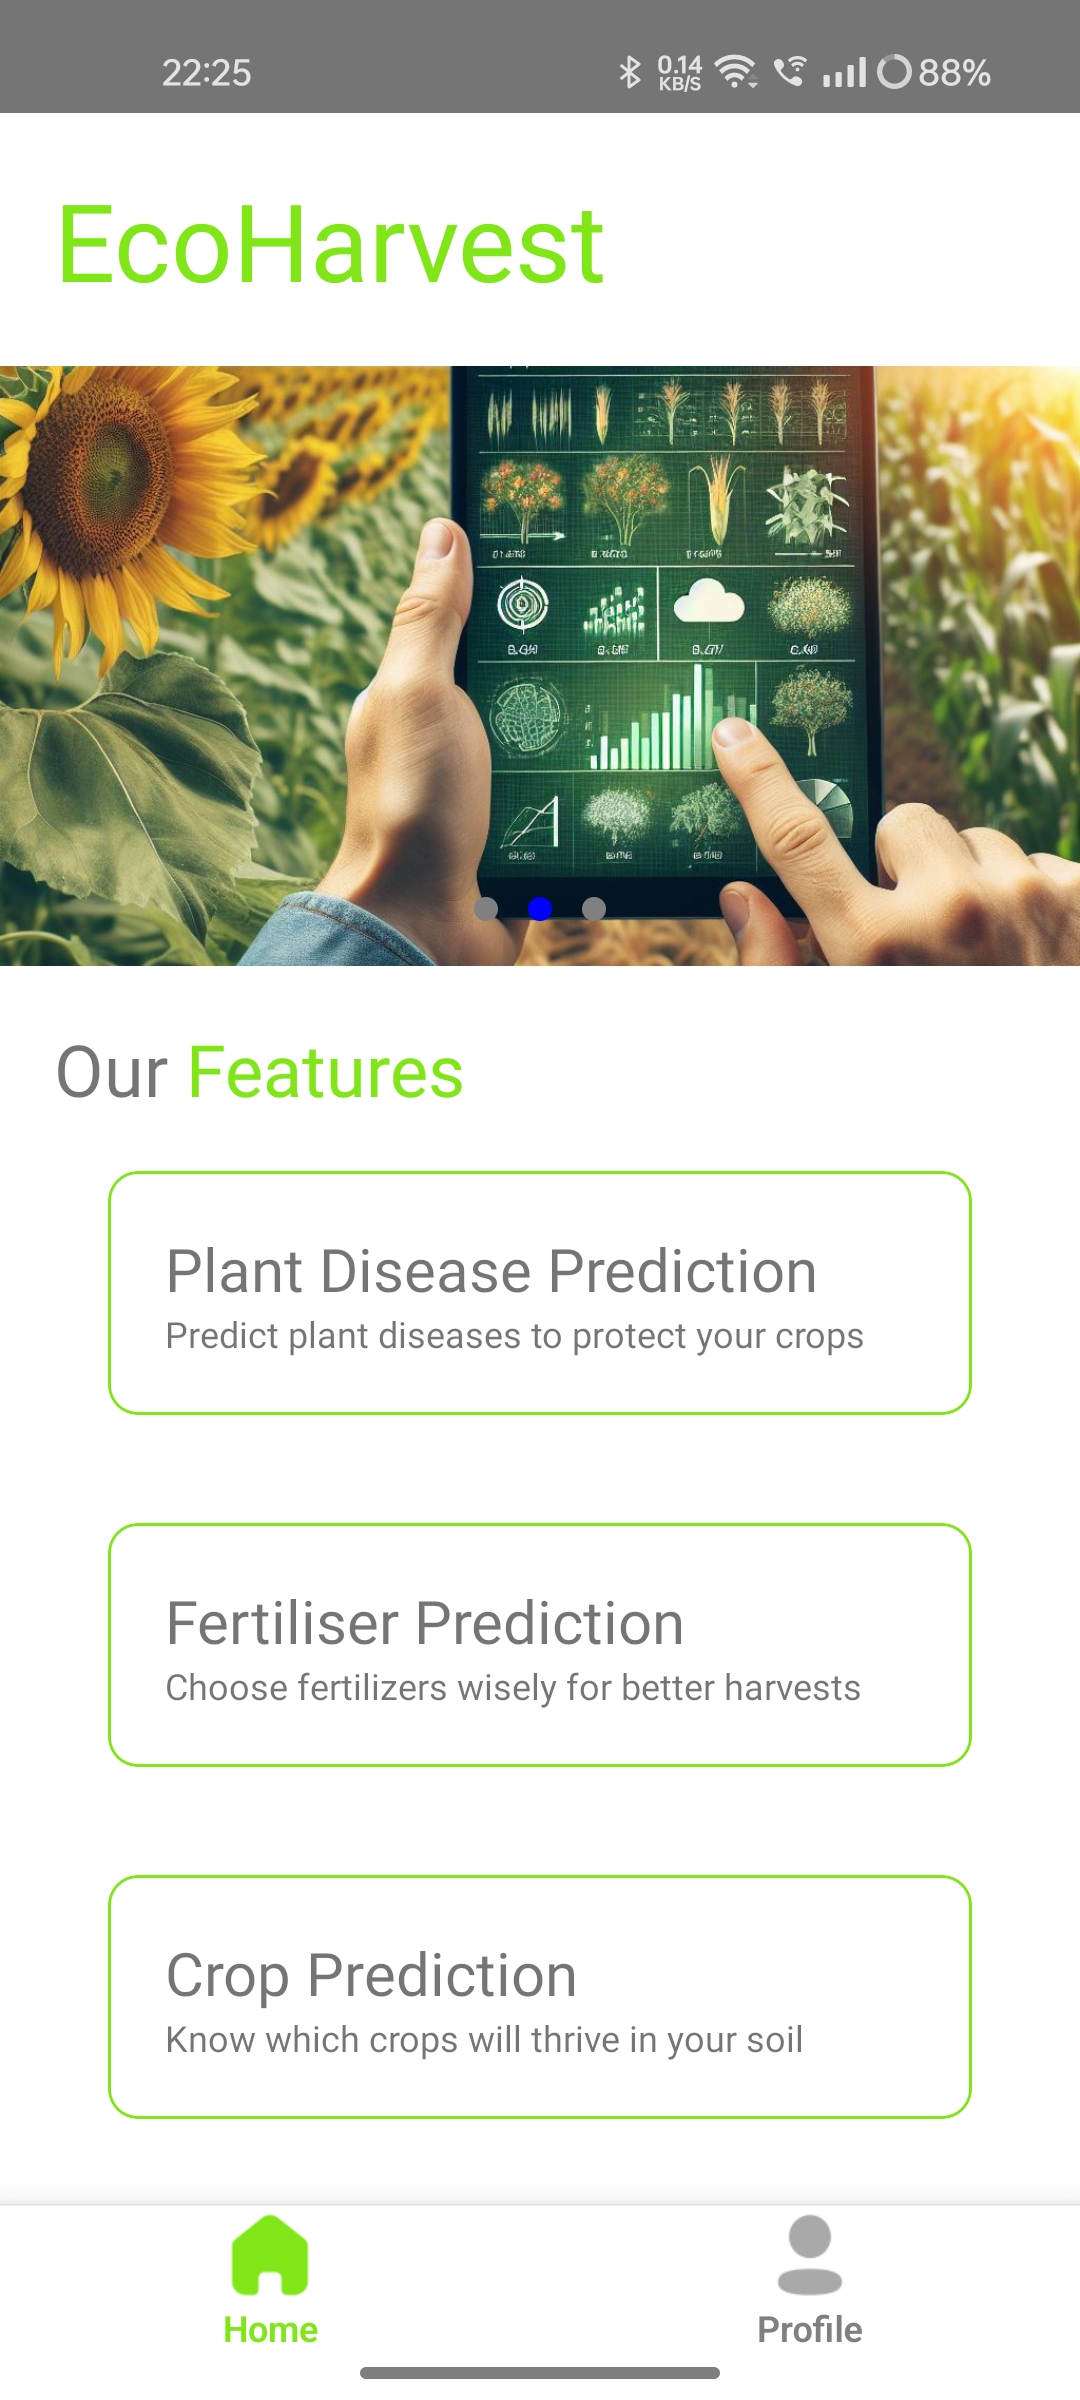 22:25
0.14
KB/S
88%
EcoHarvest
Our Features
Plant Disease Prediction
Predict plant diseases to protect your crops
Fertiliser Prediction
Choose fertilizers wisely for better harvests
Crop Prediction
Know which crops will thrive in your soil
Home
Profile